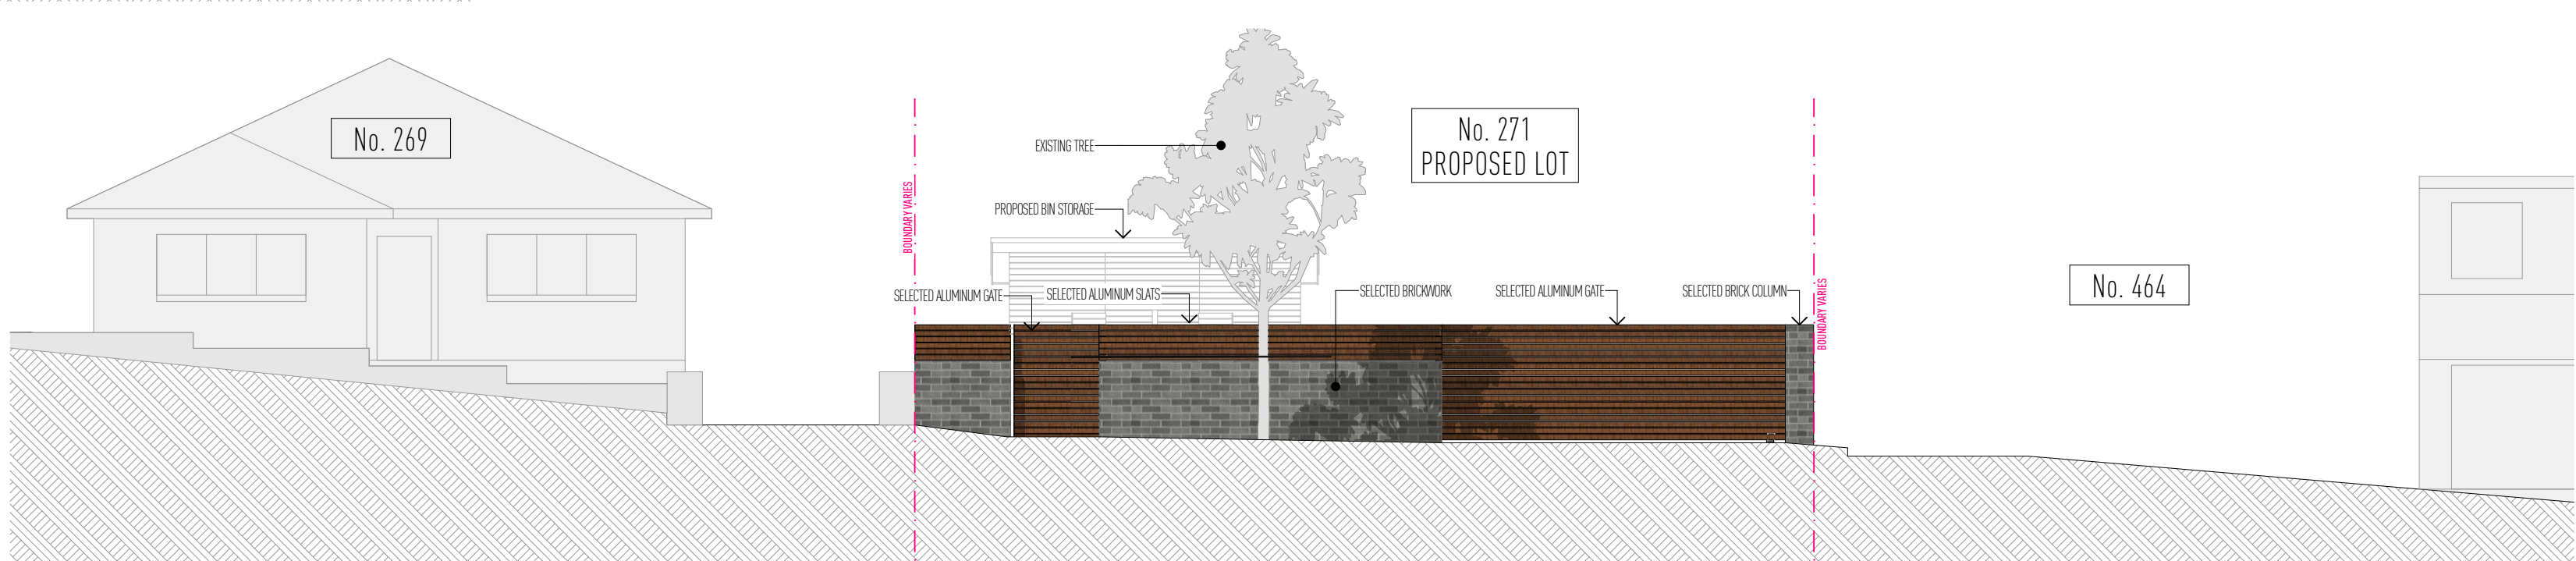 No. 269
BOUNDARY VARIES
EXISTING TREE
PROPOSED BIN STORAGE
No. 271
PROPOSED LOT
SELECTED ALUMINUM GATE
SELECTED ALUMINUM SLATS
SELECTED BRICKWORK
SELECTED ALUMINUM GATE
SELECTED BRICK COLUMN
BOUNDARY VARIES
No. 464